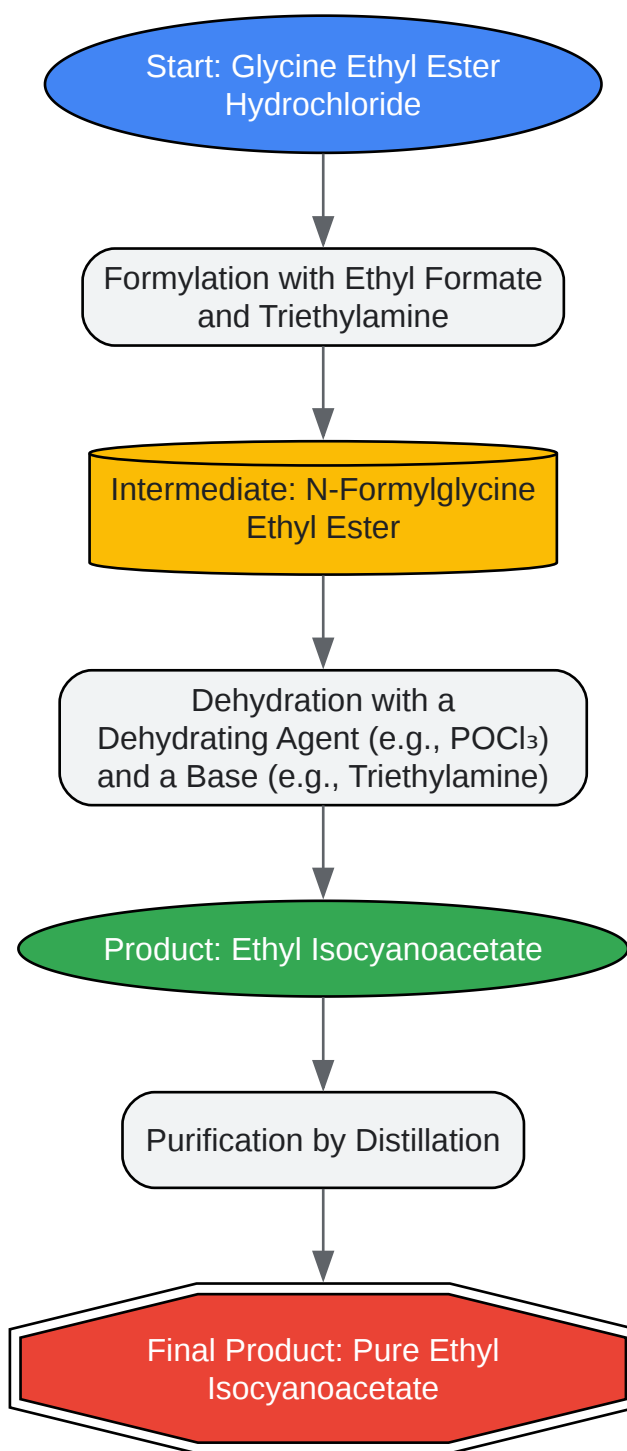 Start: Glycine Ethyl Ester
Hydrochloride
Formylation with Ethyl Formate
and Triethylamine
Intermediate: N-Formylglycine
Ethyl Ester
Dehydration with a
Dehydrating Agent (e.g., POCl₃)
and a Base (e.g., Triethylamine)
Product: Ethyl Isocyanoacetate
Purification by Distillation
Final Product: Pure Ethyl
Isocyanoacetate